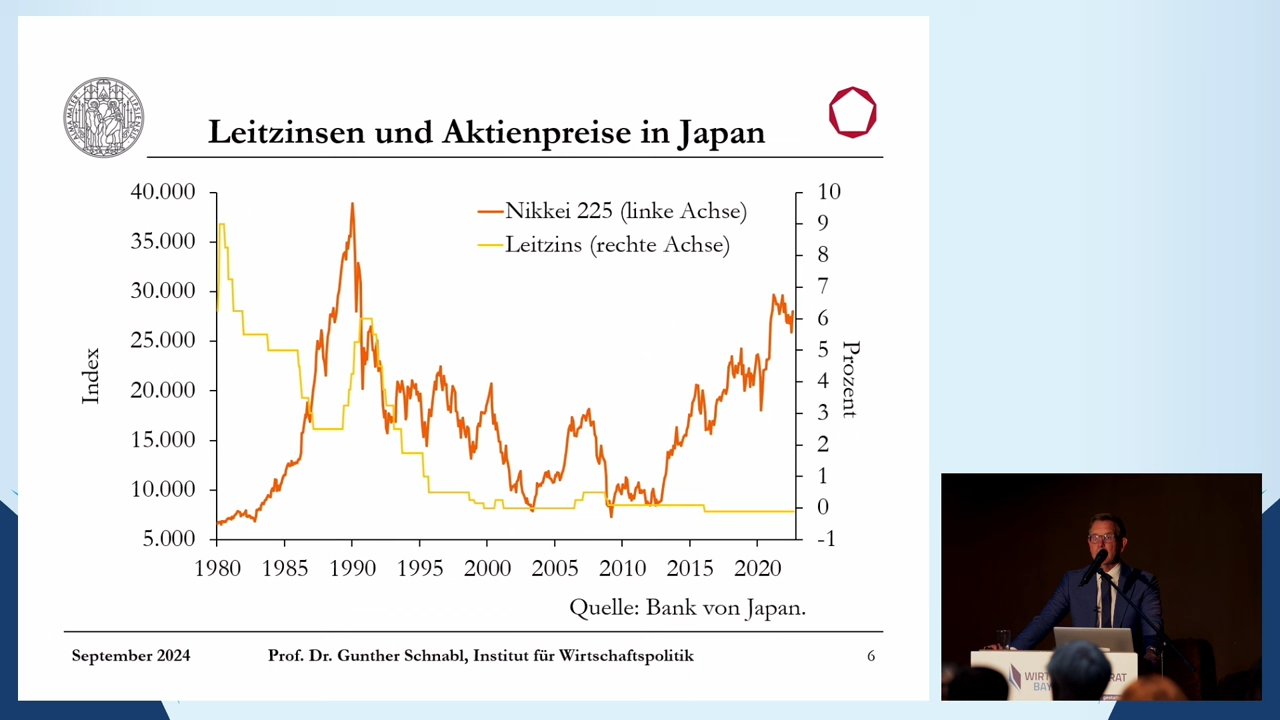 Leitzinsen und Aktienpreise in Japan
Nikkei 225 (linke Achse)
Leitzins (rechte Achse)
Index
40.000
35.000
30.000
25.000
20.000
15.000
10.000
5.000
10
9
8
7
6
5
4
3
2
1
0
-1
Prozent
1980 1985 1990 1995 2000 2005 2010 2015 2020
Quelle: Bank von Japan.
September 2024 Prof. Dr. Gunther Schnabl, Institut für Wirtschaftspolitik 6